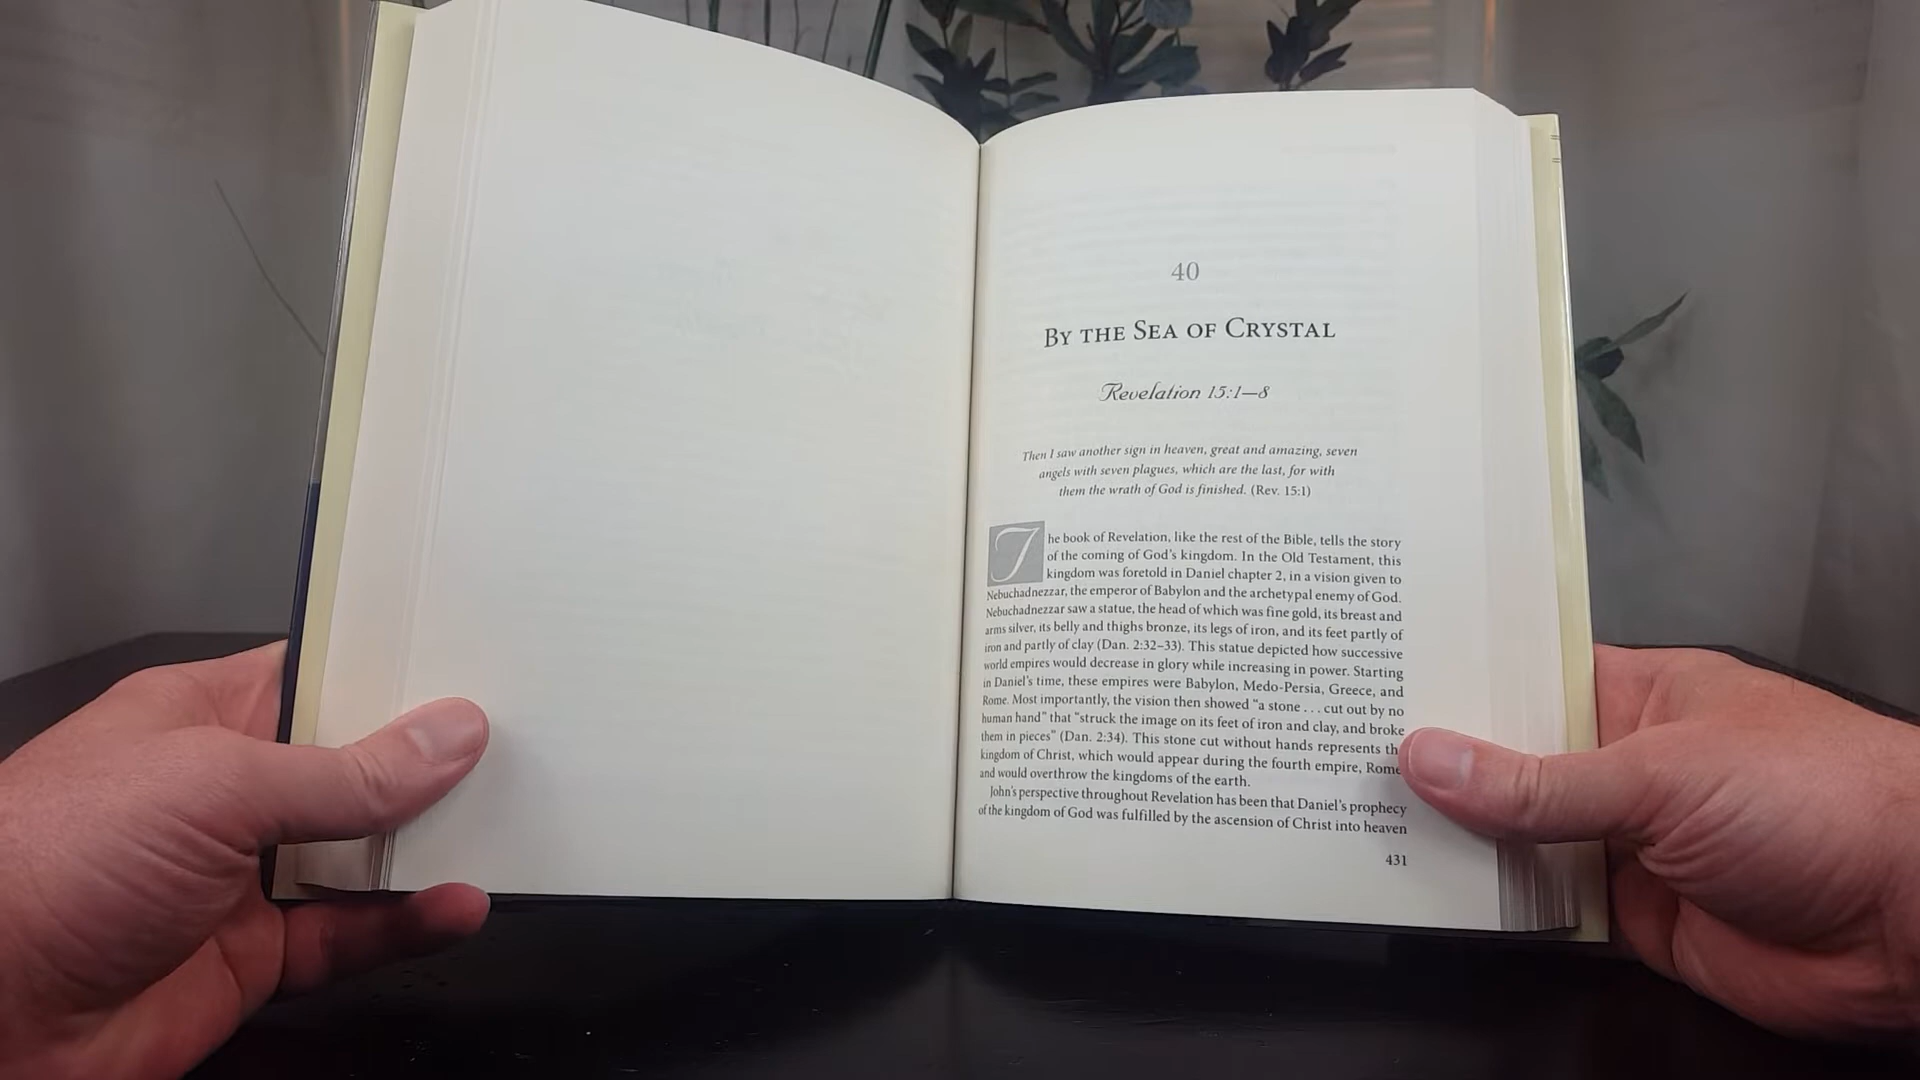 40
By the Sea of Crystal
Revelation 15:1—8
Then I saw another sign in heaven, great and amazing, seven
angels with seven plagues, which are the last, for with
them the wrath of God is finished. (Rev. 15:1)
The book of Revelation, like the rest of the Bible, tells the story
of the coming of God's kingdom. In the Old Testament, this
kingdom was foretold in Daniel chapter 2, in a vision given to
Nebuchadnezzar, the emperor of Babylon and the archetypal enemy of God.
Nebuchadnezzar saw a statue, the head of which was fine gold, its breast and
arms silver, its belly and thighs bronze, its legs of iron, and its feet partly of
iron and partly of clay (Dan. 2:32–33). This statue depicted how successive
world empires would decrease in glory while increasing in power. Starting
in Daniel's time, these empires were Babylon, Medo-Persia, Greece, and
Rome. Most importantly, the vision then showed "a stone . . . cut out by no
human hand" that "struck the image on its feet of iron and clay, and broke
them in pieces" (Dan. 2:34). This stone cut without hands represents th
kingdom of Christ, which would appear during the fourth empire, Rome
and would overthrow the kingdoms of the earth.
John's perspective throughout Revelation has been that Daniel's prophecy
of the kingdom of God was fulfilled by the ascension of Christ into heaven
431